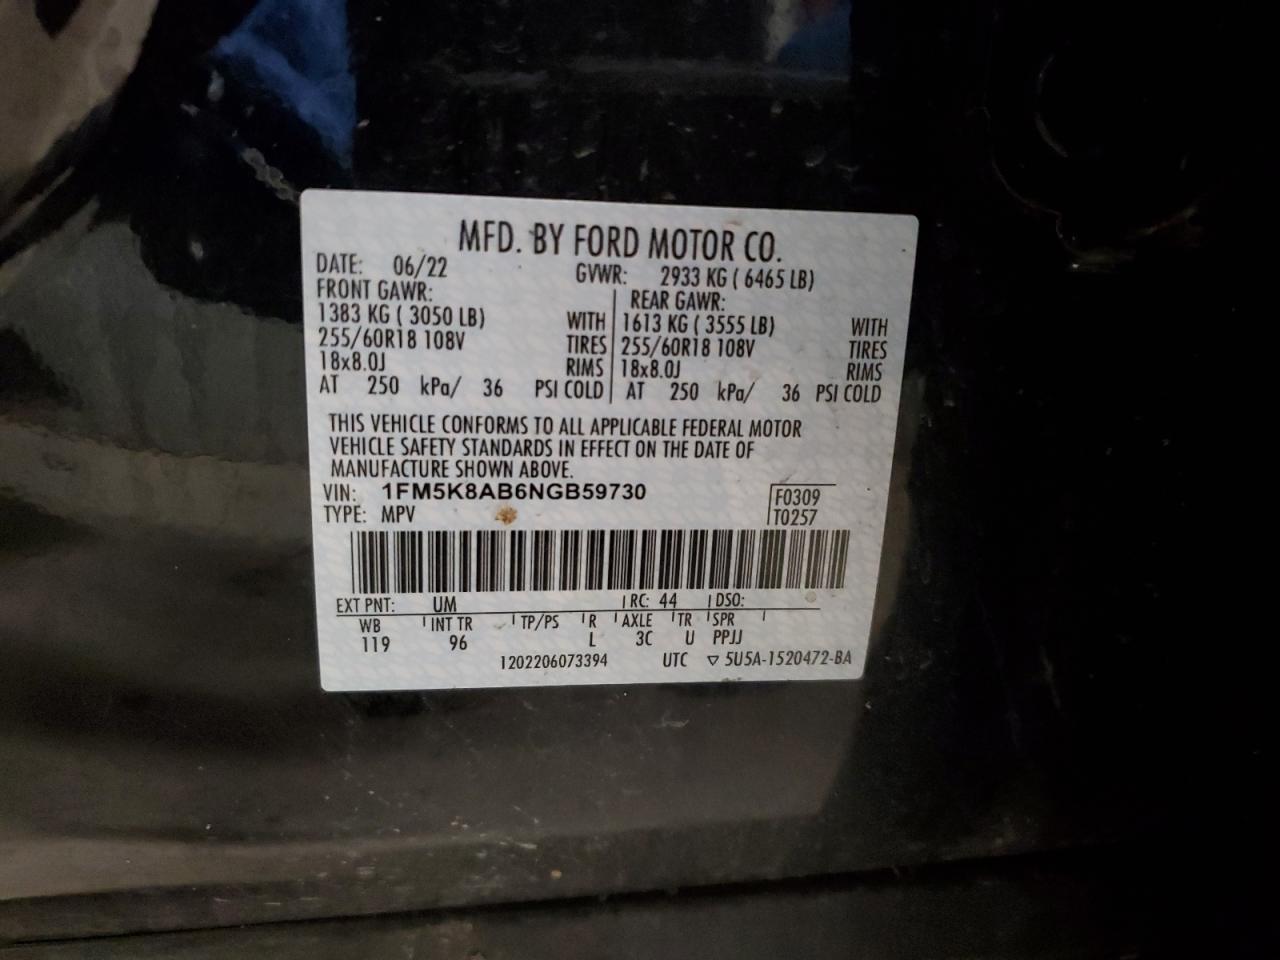 MFD. BY FORD MOTOR CO.
DATE: 06/22 GVWR: 2933 KG ( 6465 LB)
FRONT GAWR: REAR GAWR:
1383 KG ( 3050 LB) WITH 1613 KG ( 3555 LB) WITH
255/60R18 108V TIRES 255/60R18 108V TIRES
18x8.0J RIMS 18x8.0J RIMS
AT 250 kPa/ 36 PSI COLD AT 250 kPa/ 36 PSI COLD
THIS VEHICLE CONFORMS TO ALL APPLICABLE FEDERAL MOTOR
VEHICLE SAFETY STANDARDS IN EFFECT ON THE DATE OF
MANUFACTURE SHOWN ABOVE.
VIN: 1FM5K8AB6NGB59730 F0309
TYPE: MPV T0257
EXT PNT: UM RC: 44 DSO:
WB INT TR TP/PS R AXLE TR SPR
119 96 L 3C U PPJJ
1202206073394 UTC ▽ 5U5A-1520472-BA